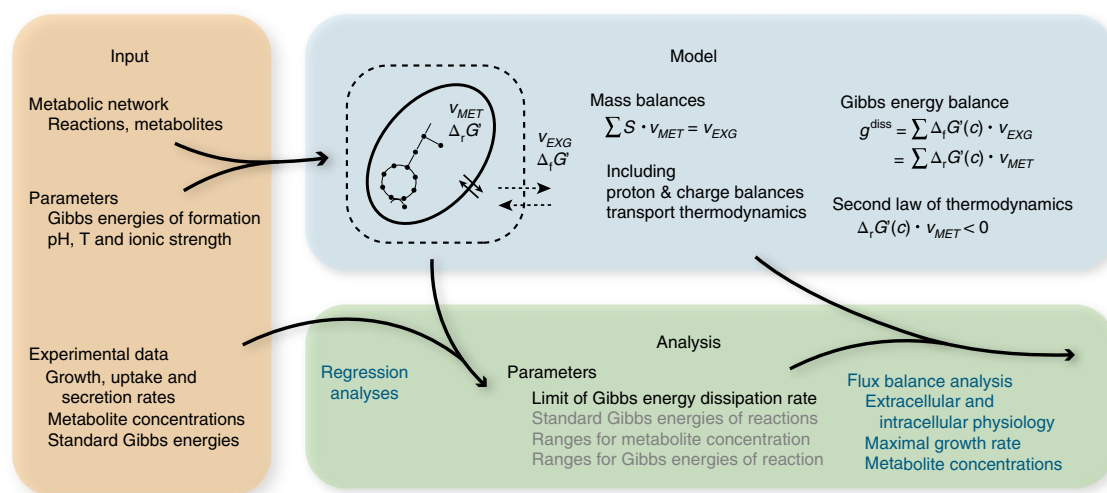 Input
Metabolic network
Reactions, metabolites
Parameters
Gibbs energies of formation
pH, T and ionic strength
Experimental data
Growth, uptake and
secretion rates
Metabolite concentrations
Standard Gibbs energies
Model
v_MET
Δ_rG'
v_EXG
Δ_fG'
Mass balances
∑ S · v_MET = v_EXG
Including
proton & charge balances
transport thermodynamics
Gibbs energy balance
g^diss = ∑ Δ_fG'(c) · v_EXG
= ∑ Δ_rG'(c) · v_MET
Second law of thermodynamics
Δ_rG'(c) · v_MET < 0
Analysis
Regression
analyses
Parameters
Limit of Gibbs energy dissipation rate
Standard Gibbs energies of reactions
Ranges for metabolite concentration
Ranges for Gibbs energies of reaction
Flux balance analysis
Extracellular and
intracellular physiology
Maximal growth rate
Metabolite concentrations